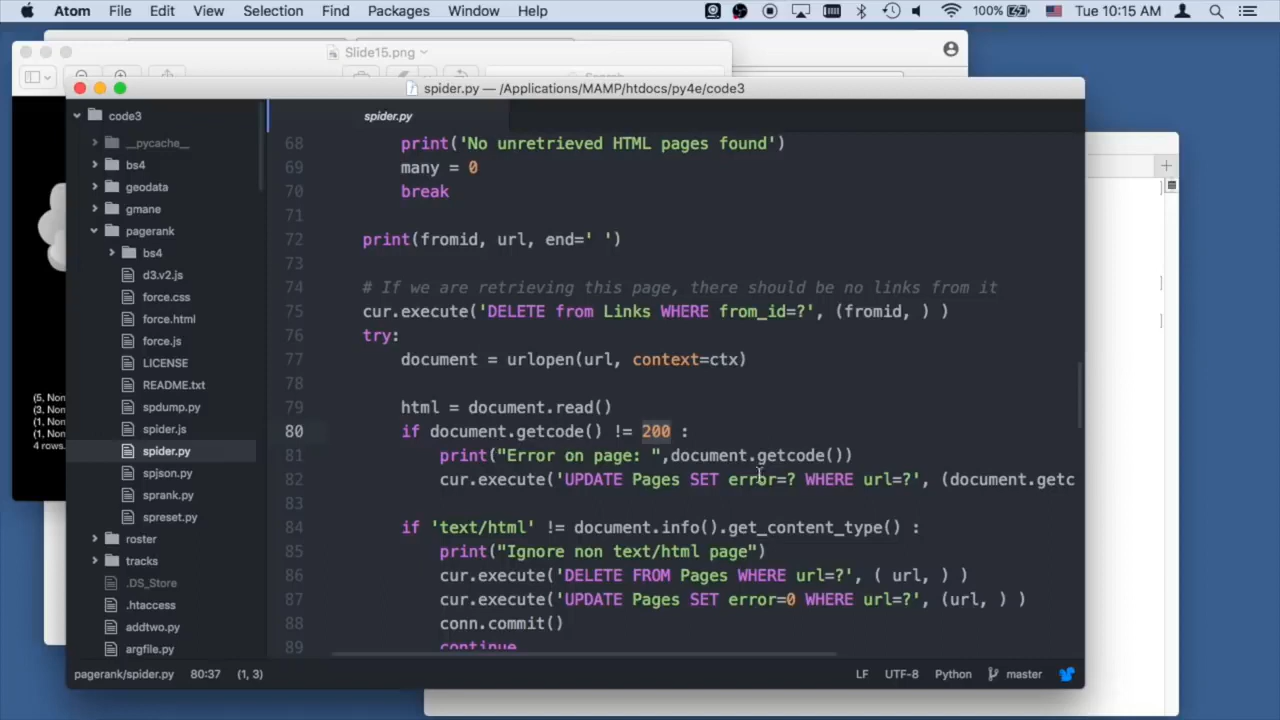 Atom File Edit View Selection Find Packages Window Help 100% Tue 10:15 AM
Slide15.png
spider.py — /Applications/MAMP/htdocs/py4e/code3
code3
__pycache__
bs4
geodata
gmane
pagerank
bs4
d3.v2.js
force.css
force.html
force.js
LICENSE
README.txt
spdump.py
spider.js
spider.py
spjson.py
sprank.py
spreset.py
roster
tracks
.DS_Store
.htaccess
addtwo.py
argfile.py
spider.py
68 print('No unretrieved HTML pages found')
69 many = 0
70 break
71
72 print(fromid, url, end=' ')
73
74 # If we are retrieving this page, there should be no links from it
75 cur.execute('DELETE from Links WHERE from_id=?', (fromid, ) )
76 try:
77 document = urlopen(url, context=ctx)
78
79 html = document.read()
80 if document.getcode() != 200 :
81 print("Error on page: ",document.getcode())
82 cur.execute('UPDATE Pages SET error=? WHERE url=?', (document.getc
83
84 if 'text/html' != document.info().get_content_type() :
85 print("Ignore non text/html page")
86 cur.execute('DELETE FROM Pages WHERE url=?', ( url, ) )
87 cur.execute('UPDATE Pages SET error=0 WHERE url=?', (url, ) )
88 conn.commit()
89 continue
(5, Non
(3, Non
(1, Non
(1, Non
4 rows.
pagerank/spider.py 80:37 (1, 3) LF UTF-8 Python master